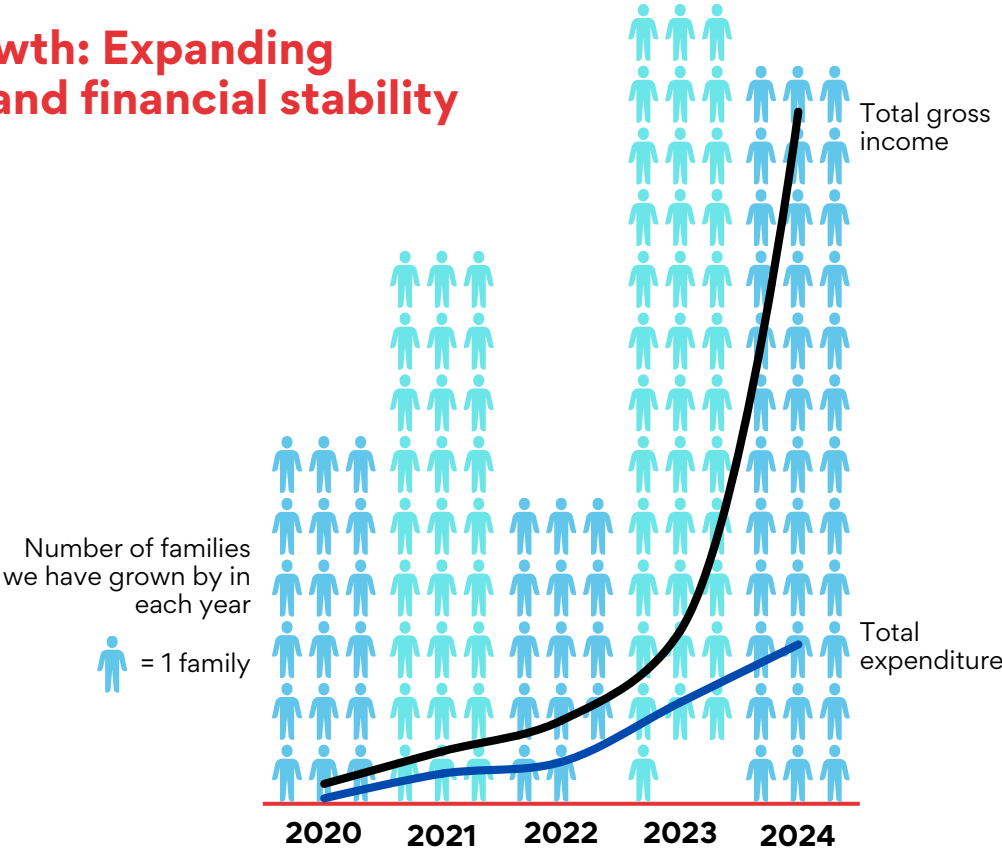 wth: Expanding
and financial stability
Total gross
income
Number of families
we have grown by in
each year
= 1 family
Total
expenditure
2020
2021
2022
2023
2024